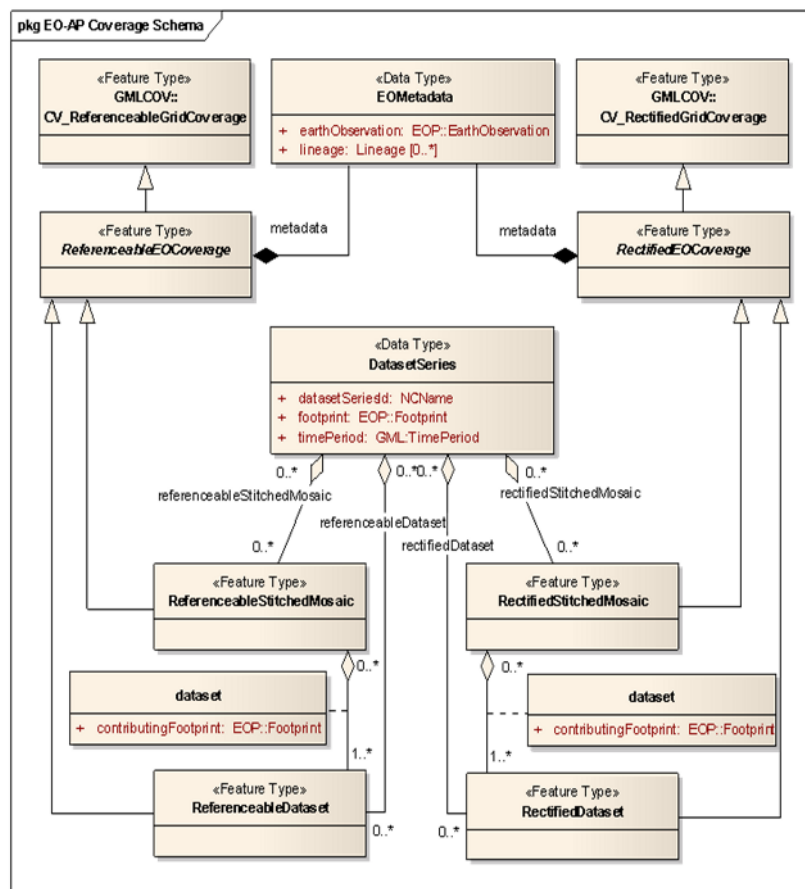 pkg EO-AP Coverage Schema
«Feature Type»
GMLCOV::
CV_ReferenceableGridCoverage
«Data Type»
EOMetadata
+ earthObservation: EOP::EarthObservation
+ lineage: Lineage [0..*]
«Feature Type»
GMLCOV::
CV_RectifiedGridCoverage
«Feature Type»
ReferenceableEOCoverage
metadata
metadata
«Feature Type»
RectifiedEOCoverage
«Data Type»
DatasetSeries
+ datasetSeriesId: NCName
+ footprint: EOP::Footprint
+ timePeriod: GML:TimePeriod
0..*
0..*
0..*
0..*
referenceableStitchedMosaic
rectifiedStitchedMosaic
referenceableDataset
rectifiedDataset
0..*
0..*
«Feature Type»
ReferenceableStitchedMosaic
«Feature Type»
RectifiedStitchedMosaic
0..*
0..*
dataset
+ contributingFootprint: EOP::Footprint
dataset
+ contributingFootprint: EOP::Footprint
1..*
1..*
«Feature Type»
ReferenceableDataset
0..*
0..*
«Feature Type»
RectifiedDataset